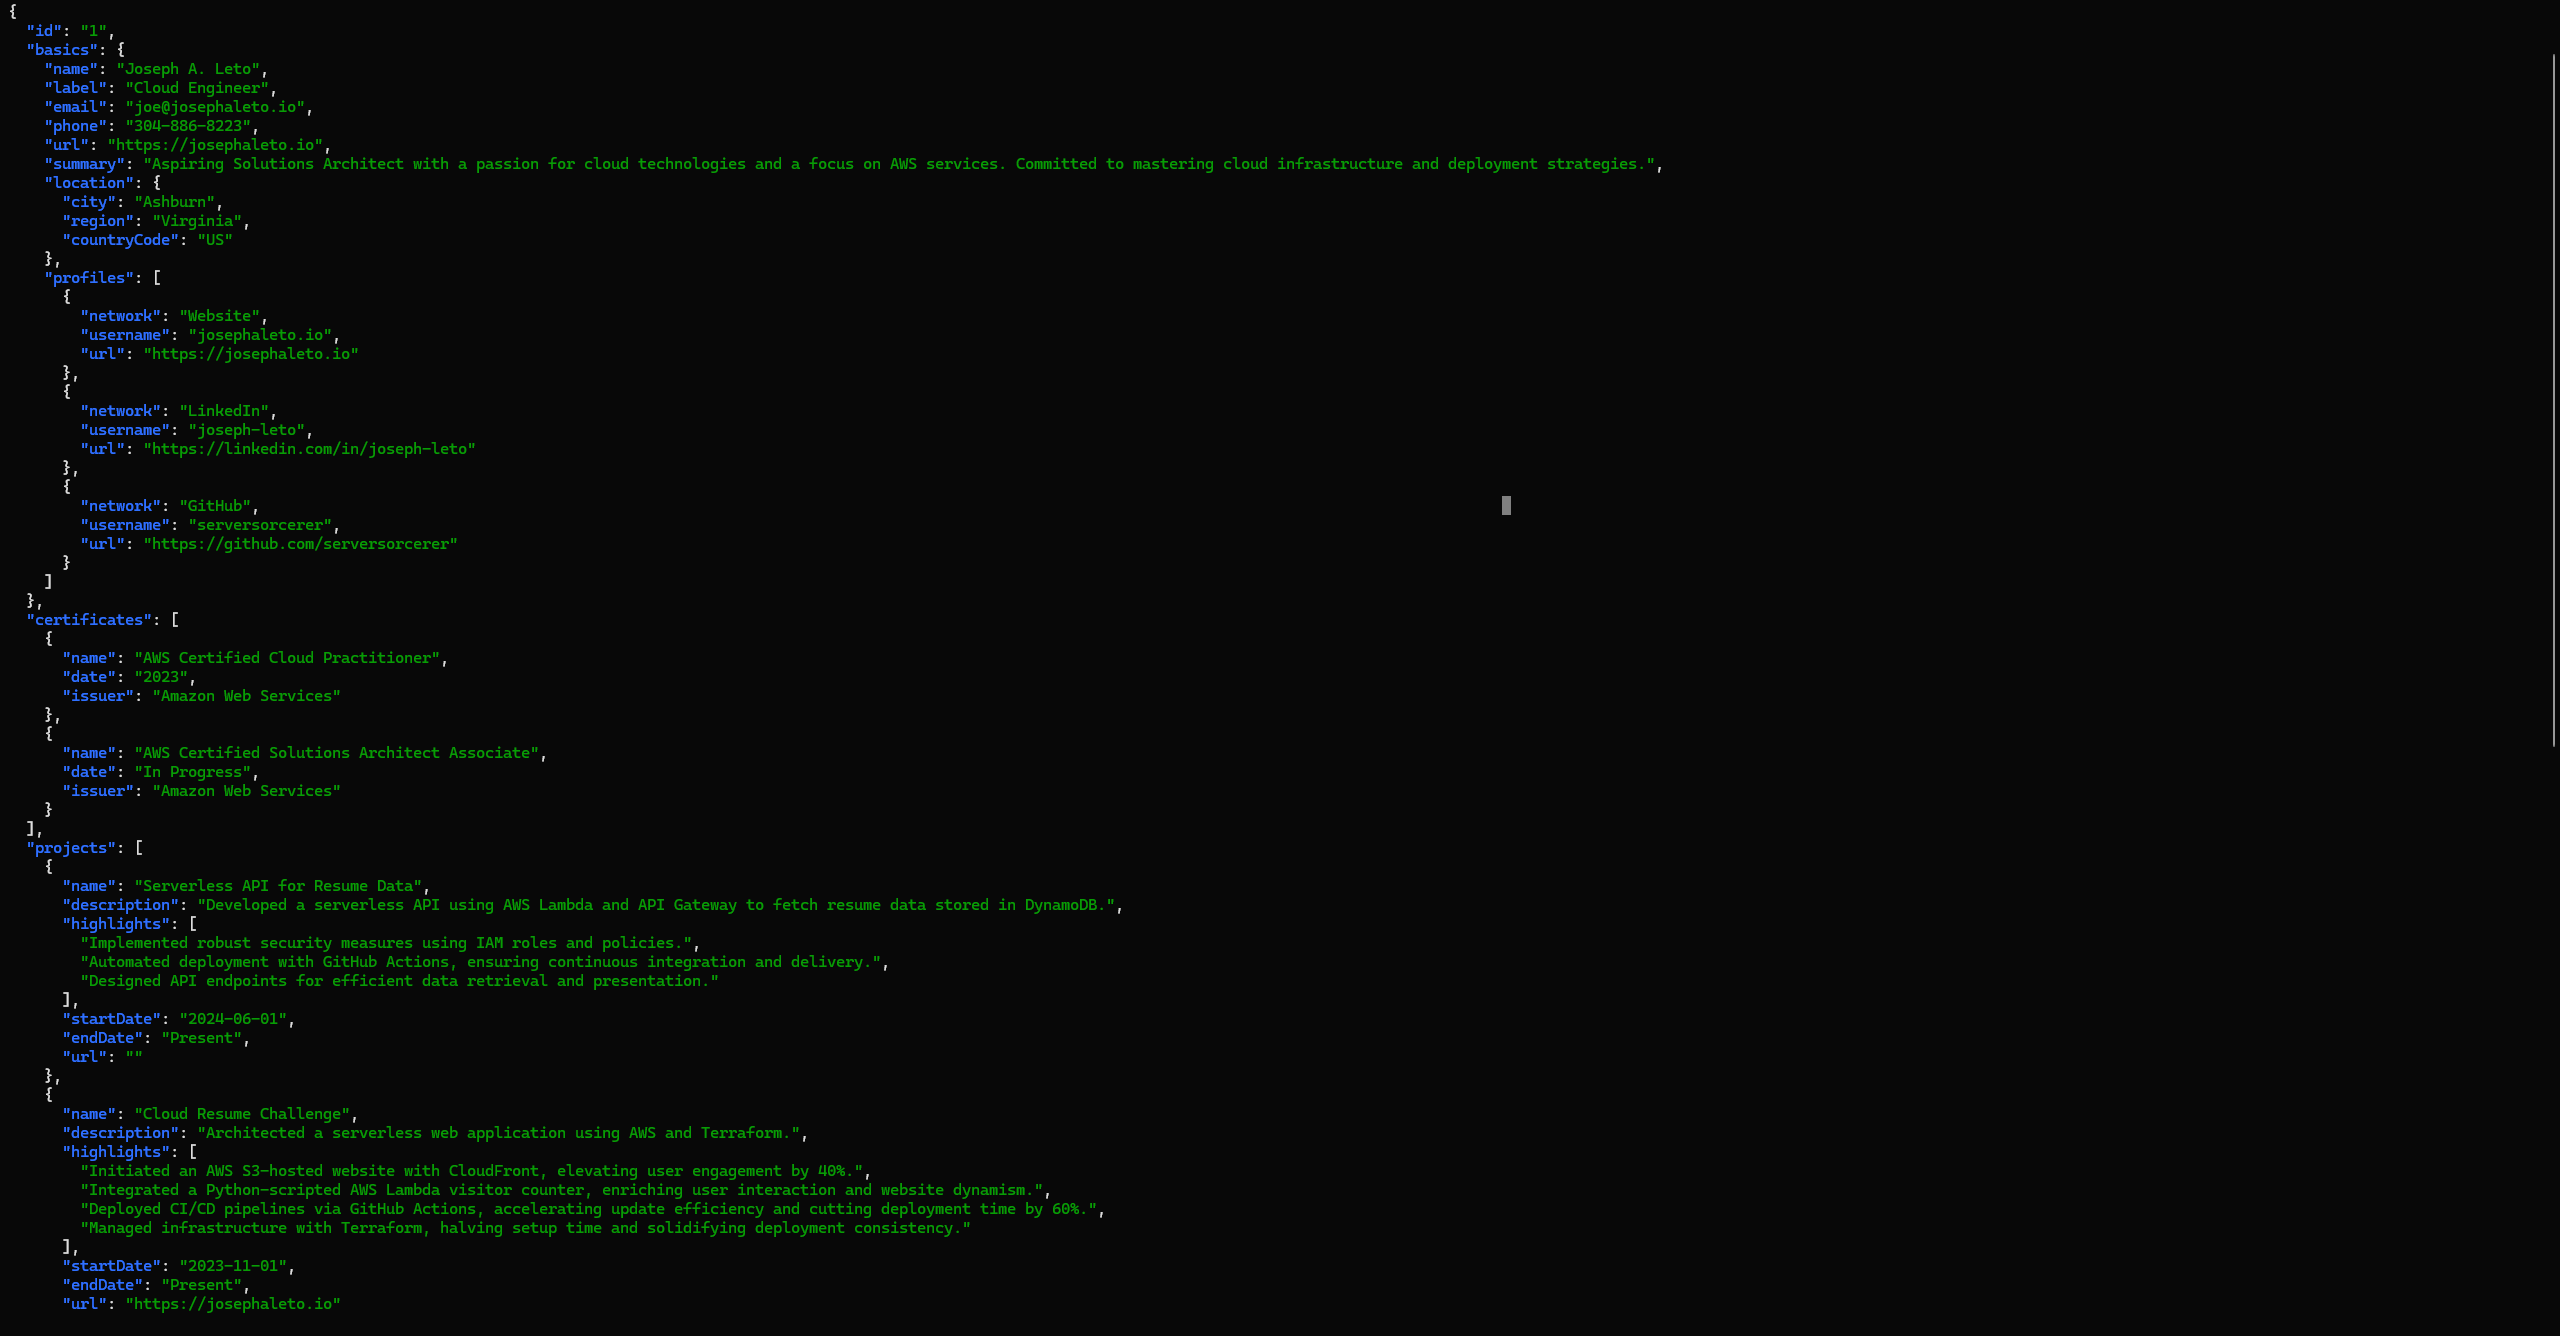 {
  "id": "1",
  "basics": {
    "name": "Joseph A. Leto",
    "label": "Cloud Engineer",
    "email": "joe@josephaleto.io",
    "phone": "304-886-8223",
    "url": "https://josephaleto.io",
    "summary": "Aspiring Solutions Architect with a passion for cloud technologies and a focus on AWS services. Committed to mastering cloud infrastructure and deployment strategies.",
    "location": {
      "city": "Ashburn",
      "region": "Virginia",
      "countryCode": "US"
    },
    "profiles": [
      {
        "network": "Website",
        "username": "josephaleto.io",
        "url": "https://josephaleto.io"
      },
      {
        "network": "LinkedIn",
        "username": "joseph-leto",
        "url": "https://linkedin.com/in/joseph-leto"
      },
      {
        "network": "GitHub",
        "username": "serversorcerer",
        "url": "https://github.com/serversorcerer"
      }
    ]
  },
  "certificates": [
    {
      "name": "AWS Certified Cloud Practitioner",
      "date": "2023",
      "issuer": "Amazon Web Services"
    },
    {
      "name": "AWS Certified Solutions Architect Associate",
      "date": "In Progress",
      "issuer": "Amazon Web Services"
    }
  ],
  "projects": [
    {
      "name": "Serverless API for Resume Data",
      "description": "Developed a serverless API using AWS Lambda and API Gateway to fetch resume data stored in DynamoDB.",
      "highlights": [
        "Implemented robust security measures using IAM roles and policies.",
        "Automated deployment with GitHub Actions, ensuring continuous integration and delivery.",
        "Designed API endpoints for efficient data retrieval and presentation."
      ],
      "startDate": "2024-06-01",
      "endDate": "Present",
      "url": ""
    },
    {
      "name": "Cloud Resume Challenge",
      "description": "Architected a serverless web application using AWS and Terraform.",
      "highlights": [
        "Initiated an AWS S3-hosted website with CloudFront, elevating user engagement by 40%.",
        "Integrated a Python-scripted AWS Lambda visitor counter, enriching user interaction and website dynamism.",
        "Deployed CI/CD pipelines via GitHub Actions, accelerating update efficiency and cutting deployment time by 60%.",
        "Managed infrastructure with Terraform, halving setup time and solidifying deployment consistency."
      ],
      "startDate": "2023-11-01",
      "endDate": "Present",
      "url": "https://josephaleto.io"